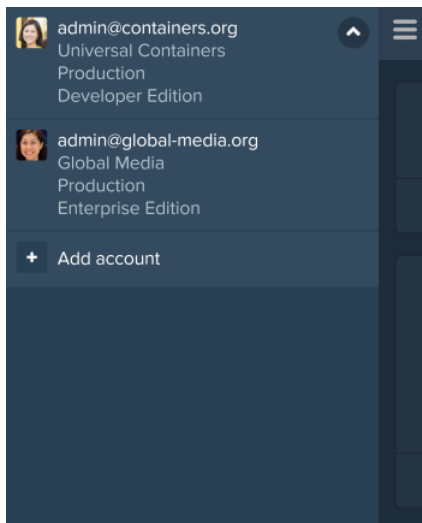 admin@containers.org
Universal Containers
Production
Developer Edition
admin@global-media.org
Global Media
Production
Enterprise Edition
+ Add account